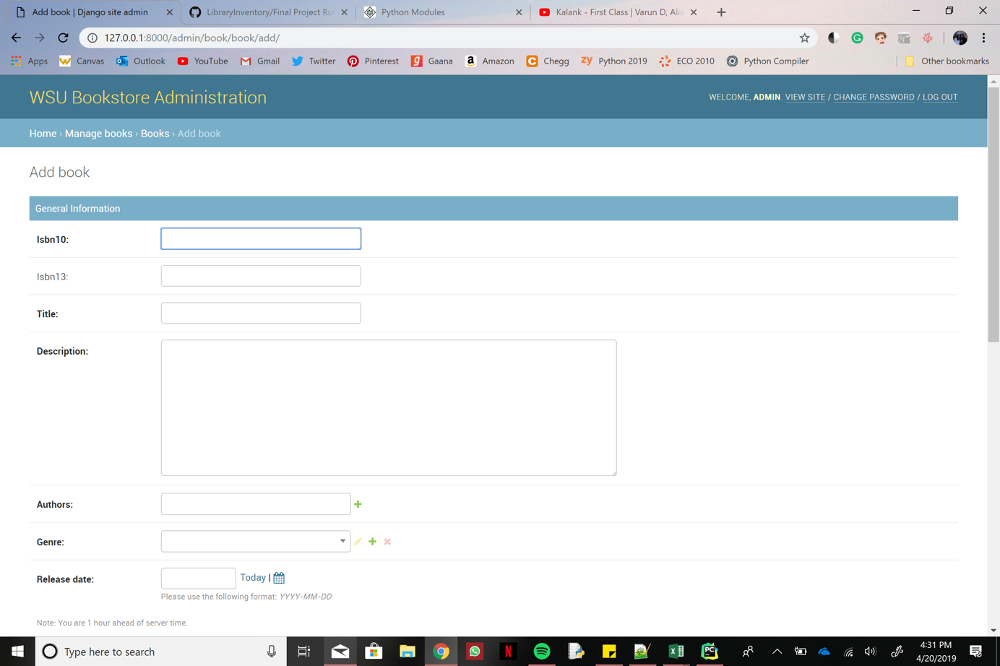 Add book | Django site admin
LibraryInventory/Final Project Ru
Python Modules
Kalank - First Class | Varun D, Alia
127.0.0.1:8000/admin/book/book/add/
Apps Canvas Outlook YouTube Gmail Twitter Pinterest Gaana Amazon Chegg Python 2019 ECO 2010 Python Compiler Other bookmarks
WSU Bookstore Administration
WELCOME, ADMIN. VIEW SITE / CHANGE PASSWORD / LOG OUT
Home › Manage books › Books › Add book
Add book
General Information
Isbn10:
Isbn13:
Title:
Description:
Authors:
Genre:
Release date:
Today |
Please use the following format: YYYY-MM-DD
Note: You are 1 hour ahead of server time.
Type here to search
4:31 PM
4/20/2019